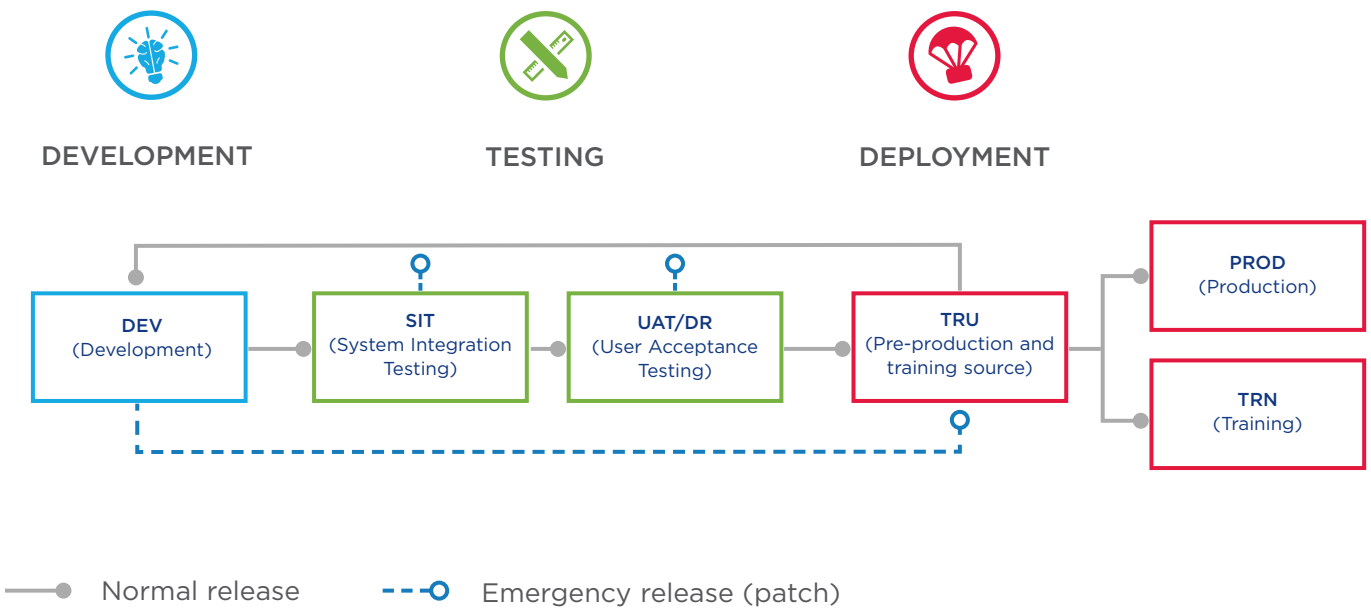 DEVELOPMENT
TESTING
DEPLOYMENT
DEV
(Development)
SIT
(System Integration
Testing)
UAT/DR
(User Acceptance
Testing)
TRU
(Pre-production and
training source)
PROD
(Production)
TRN
(Training)
Normal release
Emergency release (patch)